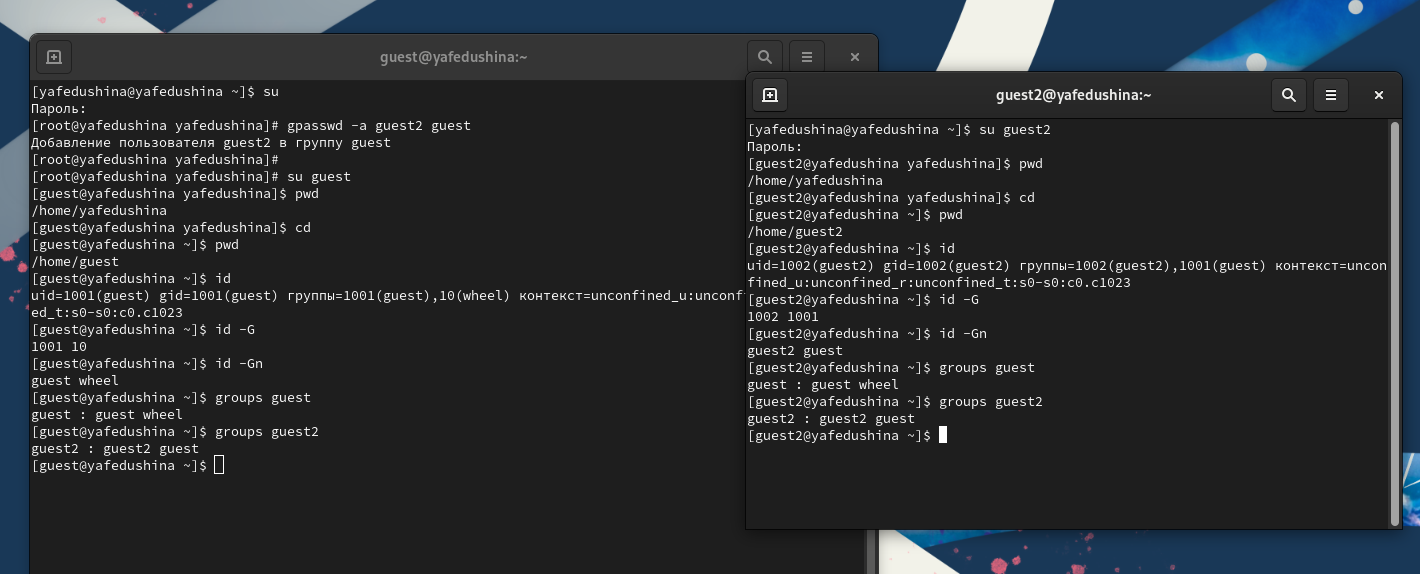 guest@yafedushina:~
[yafedushina@yafedushina ~]$ su
Пароль:
[root@yafedushina yafedushina]# gpasswd -a guest2 guest
Добавление пользователя guest2 в группу guest
[root@yafedushina yafedushina]#
[root@yafedushina yafedushina]# su guest
[guest@yafedushina yafedushina]$ pwd
/home/yafedushina
[guest@yafedushina yafedushina]$ cd
[guest@yafedushina ~]$ pwd
/home/guest
[guest@yafedushina ~]$ id
uid=1001(guest) gid=1001(guest) группы=1001(guest),10(wheel) контекст=unconfined_u:unconf
ed_t:s0-s0:c0.c1023
[guest@yafedushina ~]$ id -G
1001 10
[guest@yafedushina ~]$ id -Gn
guest wheel
[guest@yafedushina ~]$ groups guest
guest : guest wheel
[guest@yafedushina ~]$ groups guest2
guest2 : guest2 guest
[guest@yafedushina ~]$
guest2@yafedushina:~
[yafedushina@yafedushina ~]$ su guest2
Пароль:
[guest2@yafedushina yafedushina]$ pwd
/home/yafedushina
[guest2@yafedushina yafedushina]$ cd
[guest2@yafedushina ~]$ pwd
/home/guest2
[guest2@yafedushina ~]$ id
uid=1002(guest2) gid=1002(guest2) группы=1002(guest2),1001(guest) контекст=uncon
fined_u:unconfined_r:unconfined_t:s0-s0:c0.c1023
[guest2@yafedushina ~]$ id -G
1002 1001
[guest2@yafedushina ~]$ id -Gn
guest2 guest
[guest2@yafedushina ~]$ groups guest
guest : guest wheel
[guest2@yafedushina ~]$ groups guest2
guest2 : guest2 guest
[guest2@yafedushina ~]$